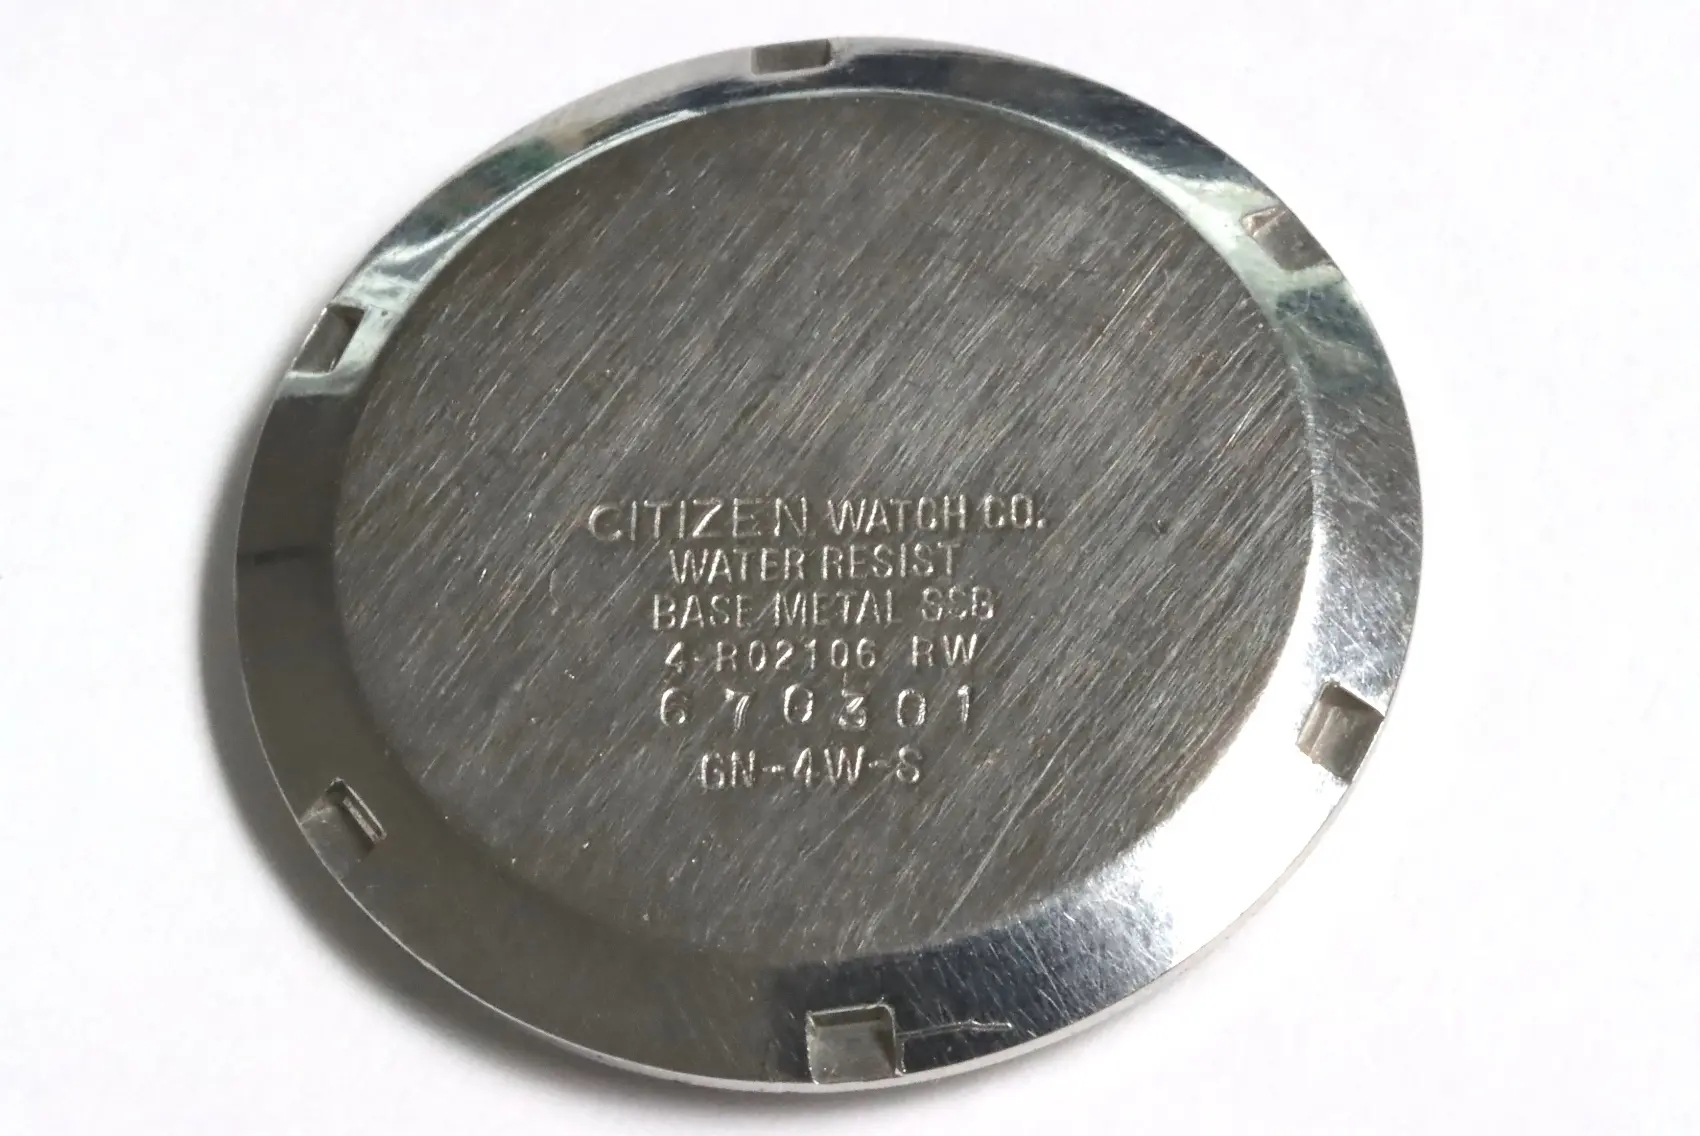 CITIZEN WATCH CO.
WATER RESIST
BASE METAL SSB
4-R02106 RW
670301
GN-4W-S